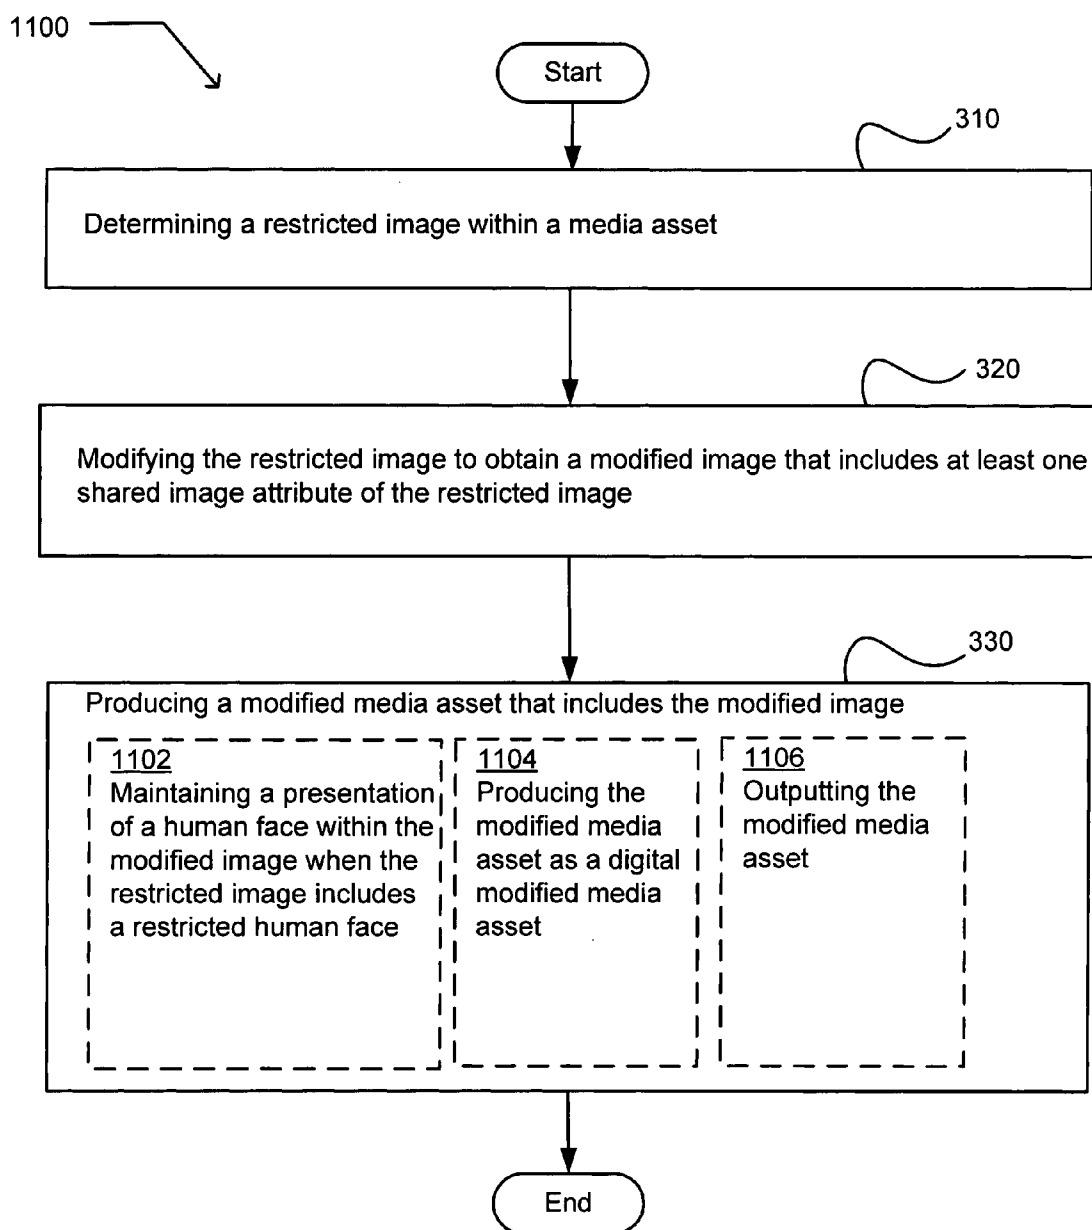 1100
Start
310
Determining a restricted image within a media asset
320
Modifying the restricted image to obtain a modified image that includes at least one
shared image attribute of the restricted image
330
Producing a modified media asset that includes the modified image
1102
Maintaining a presentation
of a human face within the
modified image when the
restricted image includes
a restricted human face
1104
Producing the
modified media
asset as a digital
modified media
asset
1106
Outputting the
modified media
asset
End